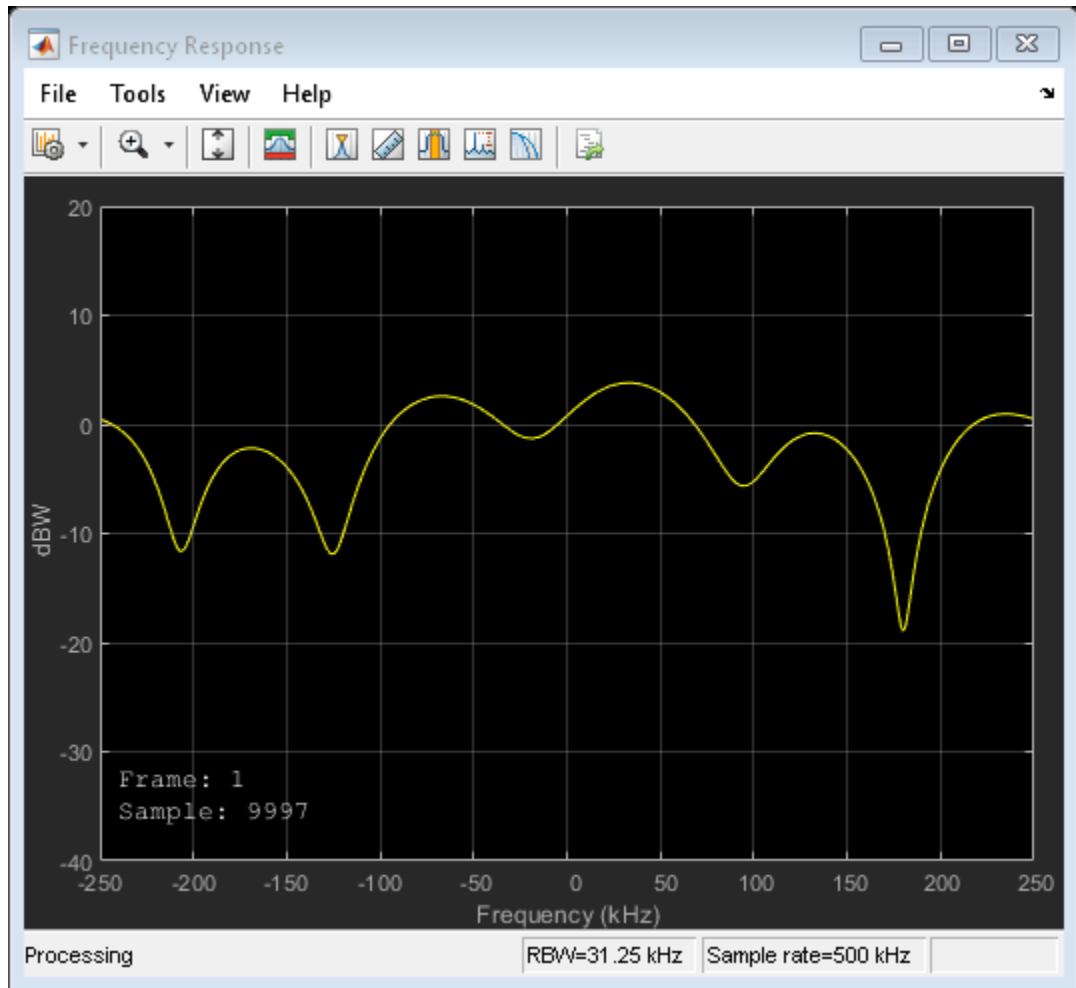 Frequency Response
File Tools View Help
20
10
0
-10
-20
-30
-40
dBW
Frame: 1
Sample: 9997
-250 -200 -150 -100 -50 0 50 100 150 200 250
Frequency (kHz)
Processing RBW=31.25 kHz Sample rate=500 kHz